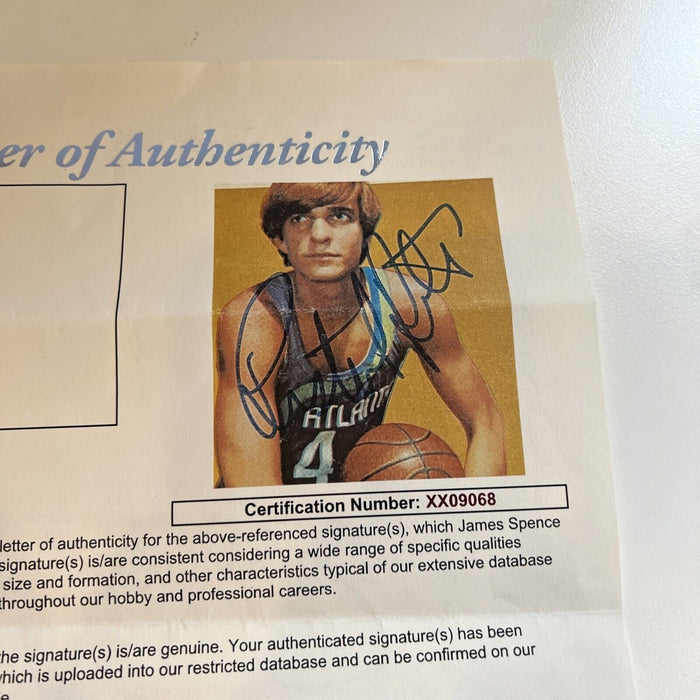 er of Authenticity
ATLANTA
4
Certification Number: XX09068
letter of authenticity for the above-referenced signature(s), which James Spence
signature(s) is/are consistent considering a wide range of specific qualities
size and formation, and other characteristics typical of our extensive database
throughout our hobby and professional careers.
the signature(s) is/are genuine. Your authenticated signature(s) has been
which is uploaded into our restricted database and can be confirmed on our
e